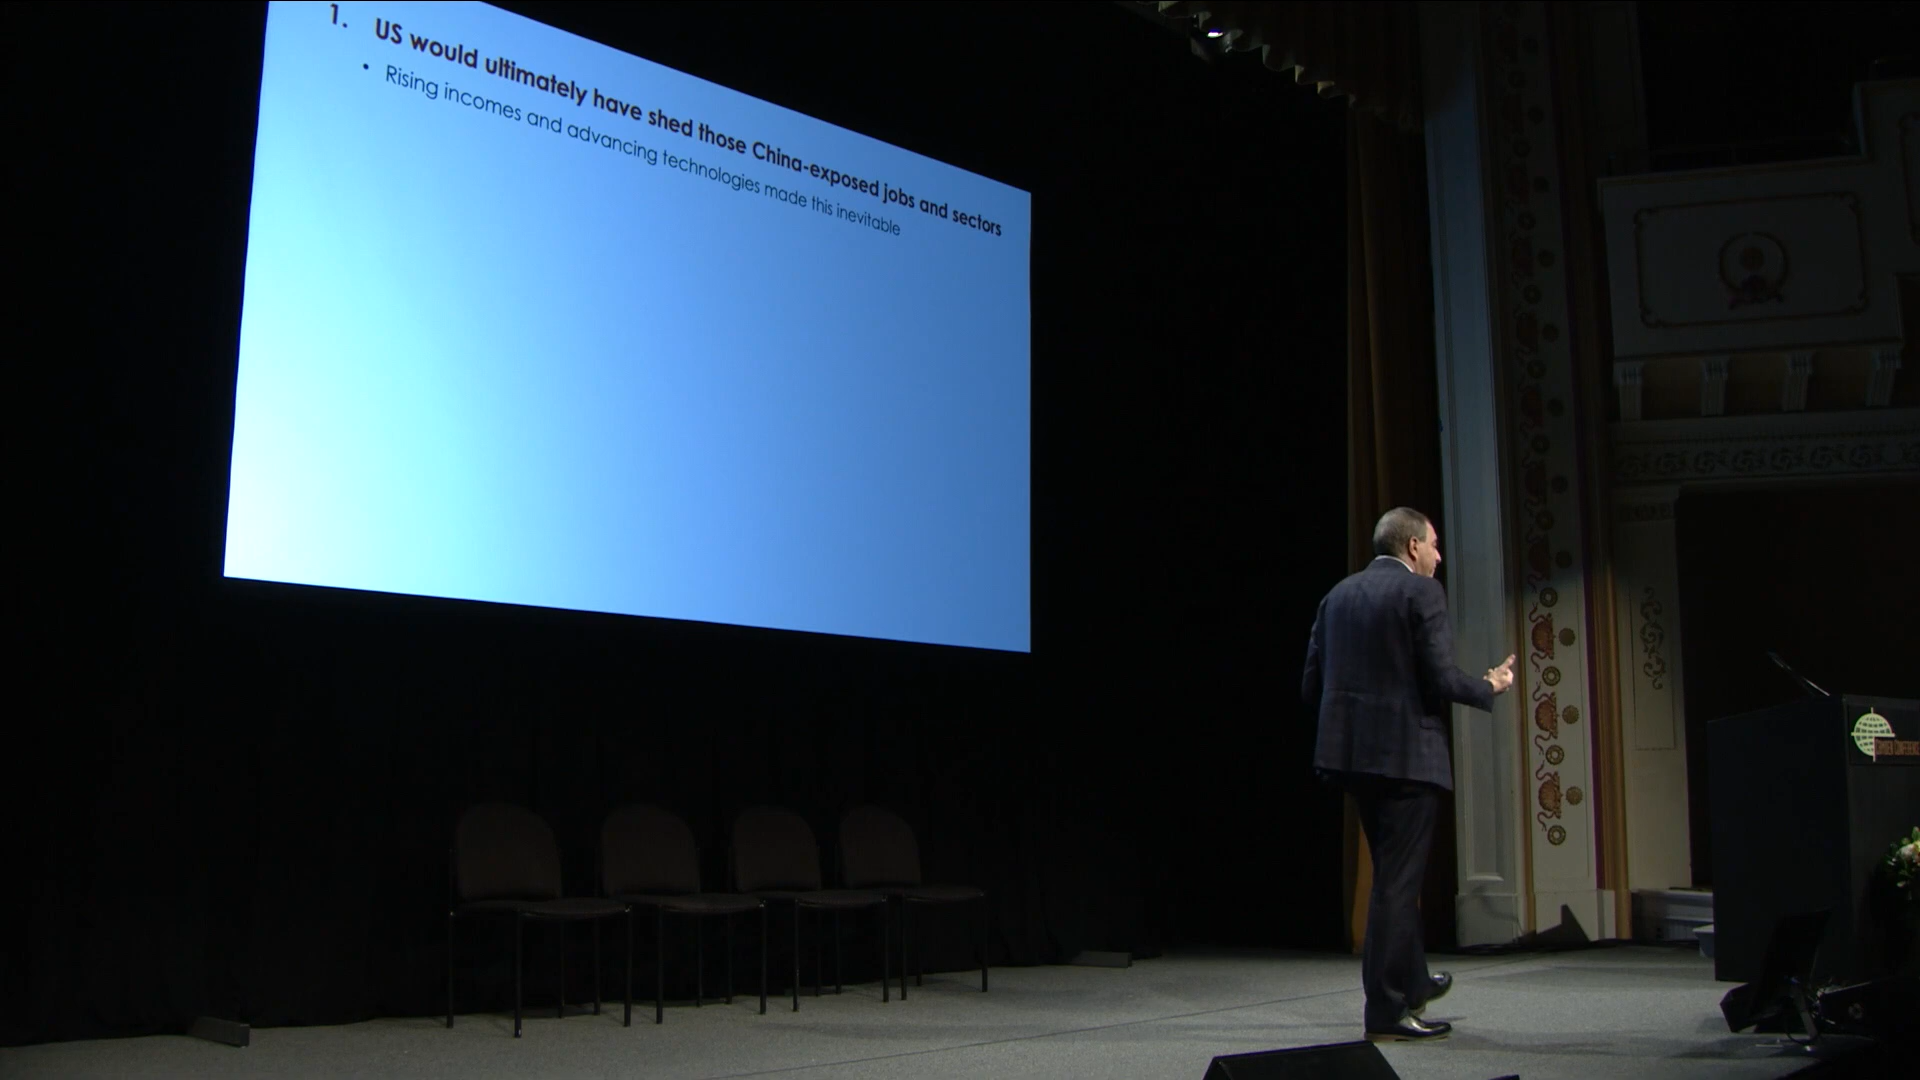 1. US would ultimately have shed those China-exposed jobs and sectors
• Rising incomes and advancing technologies made this inevitable